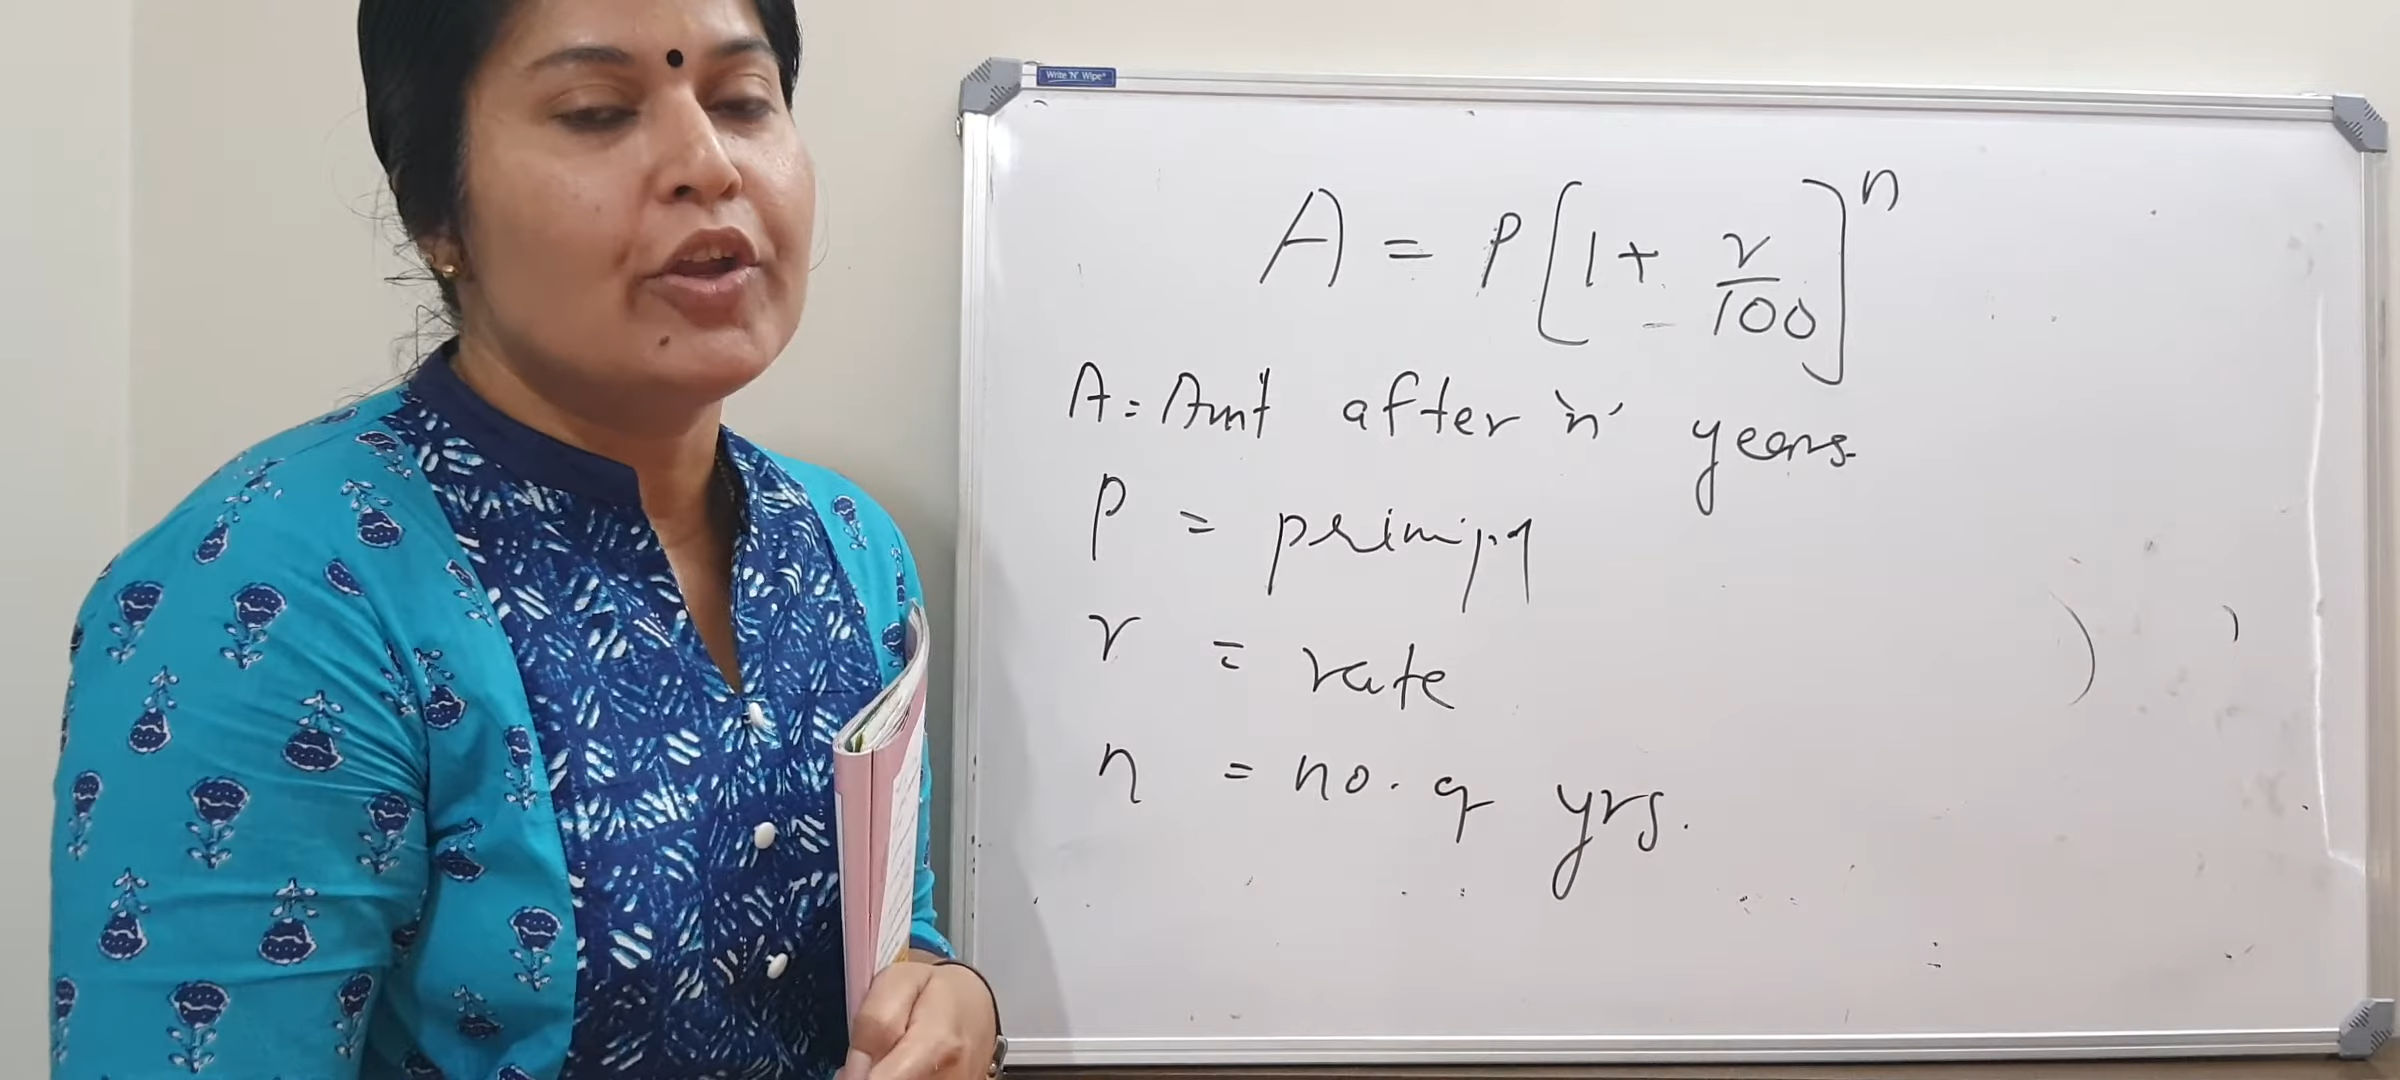 Write 'N' Wipe
A = P [1 + r/100]^n
A = Amt after 'n' years
P = principal
r = rate
n = no. of yrs.